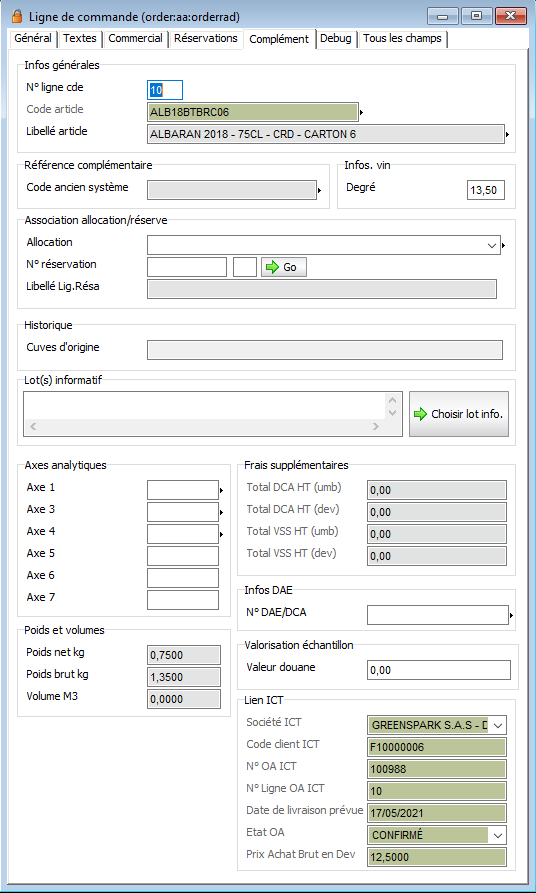 Ligne de commande (order:aa:orderrad)
Général Textes Commercial Réservations Complément Debug Tous les champs
Infos générales
N° ligne cde 10
Code article ALB18BTBRC06
Libellé article ALBARAN 2018 - 75CL - CRD - CARTON 6
Référence complémentaire
Code ancien système
Infos. vin
Degré 13,50
Association allocation/réserve
Allocation
N° réservation Go
Libellé Lig.Résa
Historique
Cuves d'origine
Lot(s) informatif
Choisir lot info.
Axes analytiques
Axe 1
Axe 3
Axe 4
Axe 5
Axe 6
Axe 7
Poids et volumes
Poids net kg 0,7500
Poids brut kg 1,3500
Volume M3 0,0000
Frais supplémentaires
Total DCA HT (umb) 0,00
Total DCA HT (dev) 0,00
Total VSS HT (umb) 0,00
Total VSS HT (dev) 0,00
Infos DAE
N° DAE/DCA
Valorisation échantillon
Valeur douane 0,00
Lien ICT
Société ICT GREENSPARK S.A.S - D
Code client ICT F10000006
N° OA ICT 100988
N° Ligne OA ICT 10
Date de livraison prévue 17/05/2021
Etat OA CONFIRMÉ
Prix Achat Brut en Dev 12,5000